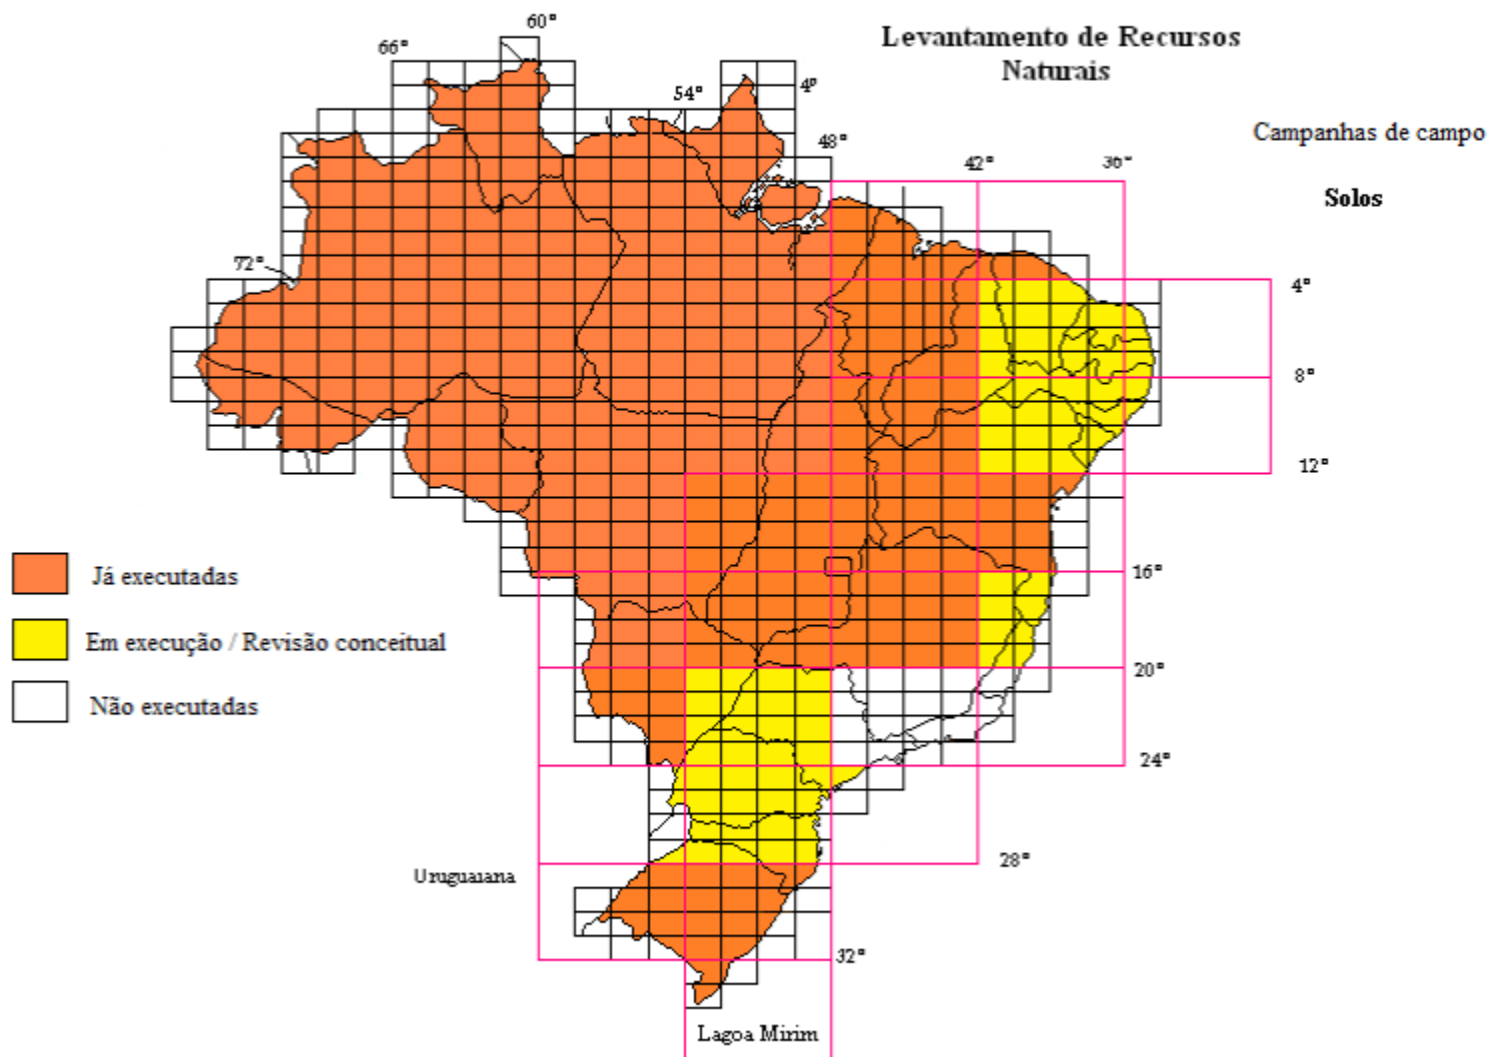 60°
Levantamento de Recursos
Naturais
66°
54°
4°
48°
Campanhas de campo
42°
36°
Solos
72°
4°
8°
12°
Já executadas
16°
Em execução / Revisão conceitual
20°
Não executadas
24°
28°
Uruguaiana
32°
Lagoa Mirim